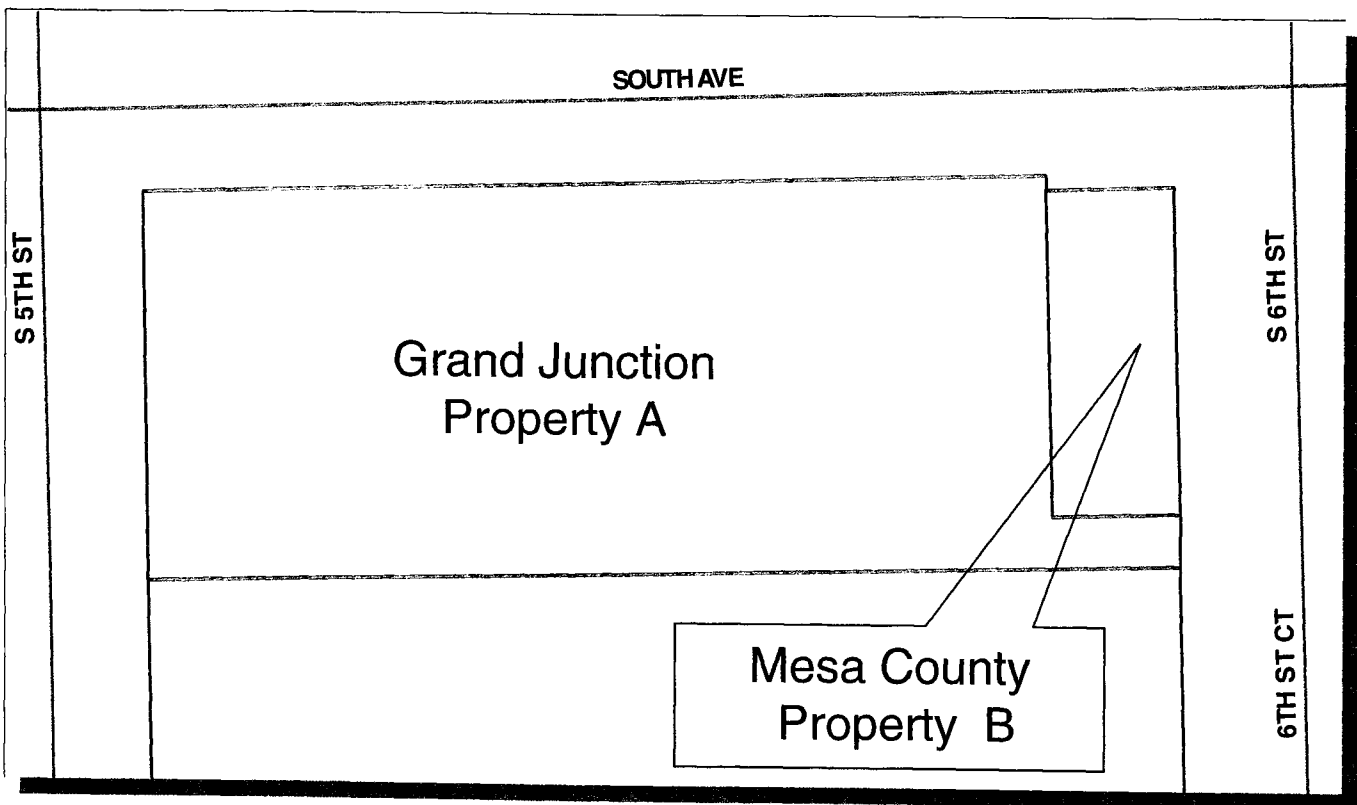 SOUTH AVE
S 5TH ST
S 6TH ST
Grand Junction
Property A
Mesa County
Property B
6TH ST CT